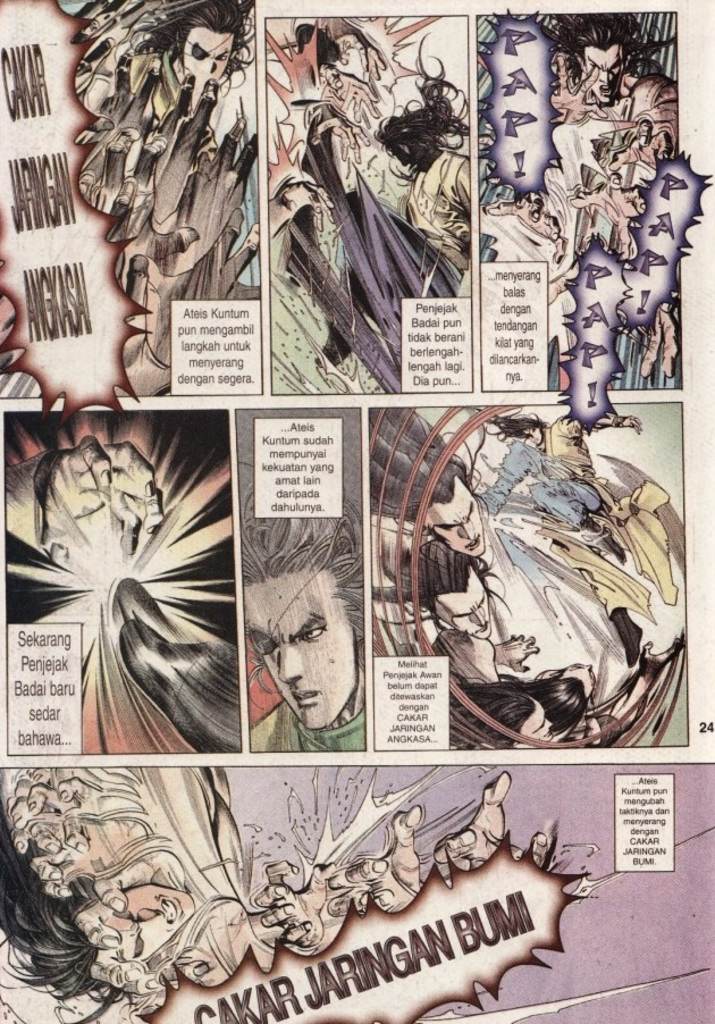 CAKAR
JARINGAN
ANGKASA!
Ateis Kuntum
pun mengambil
langkah untuk
menyerang
dengan segera.
Penjejak
Badai pun
tidak berani
berlengah-
lengah lagi.
Dia pun...
PAP!
...menyerang
balas
dengan
tendangan
kilat yang
dilancarkan-
nya.
PAP!
PAP!
Sekarang
Penjejak
Badai baru
sedar
bahawa...
...Ateis
Kuntum sudah
mempunyai
kekuatan yang
amat lain
daripada
dahulunya.
Melihat
Penjejak Awan
belum dapat
ditewaskan
dengan
CAKAR
JARINGAN
ANGKASA...
24
...Ateis
Kuntum pun
mengubah
taktiknya dan
menyerang
dengan
CAKAR
JARINGAN
BUMI.
CAKAR JARINGAN BUMI